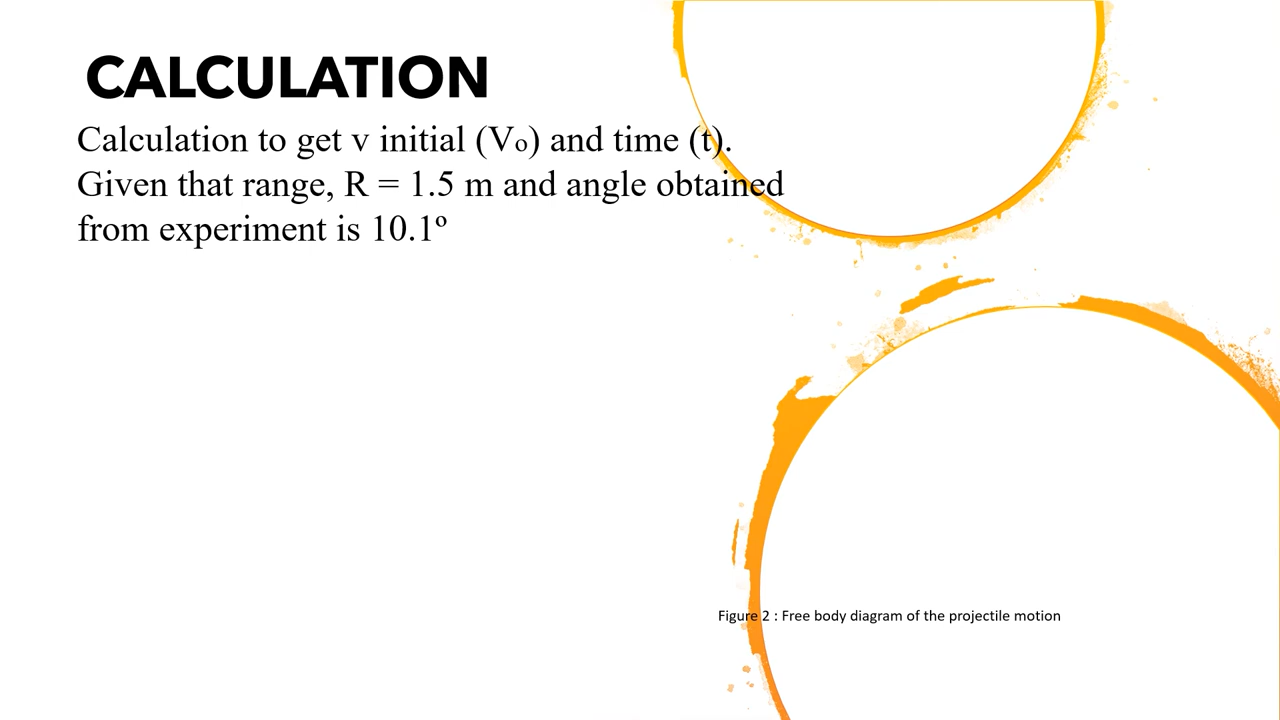 CALCULATION
Calculation to get v initial (Vₒ) and time (t).
Given that range, R = 1.5 m and angle obtained
from experiment is 10.1º
Figure 2 : Free body diagram of the projectile motion